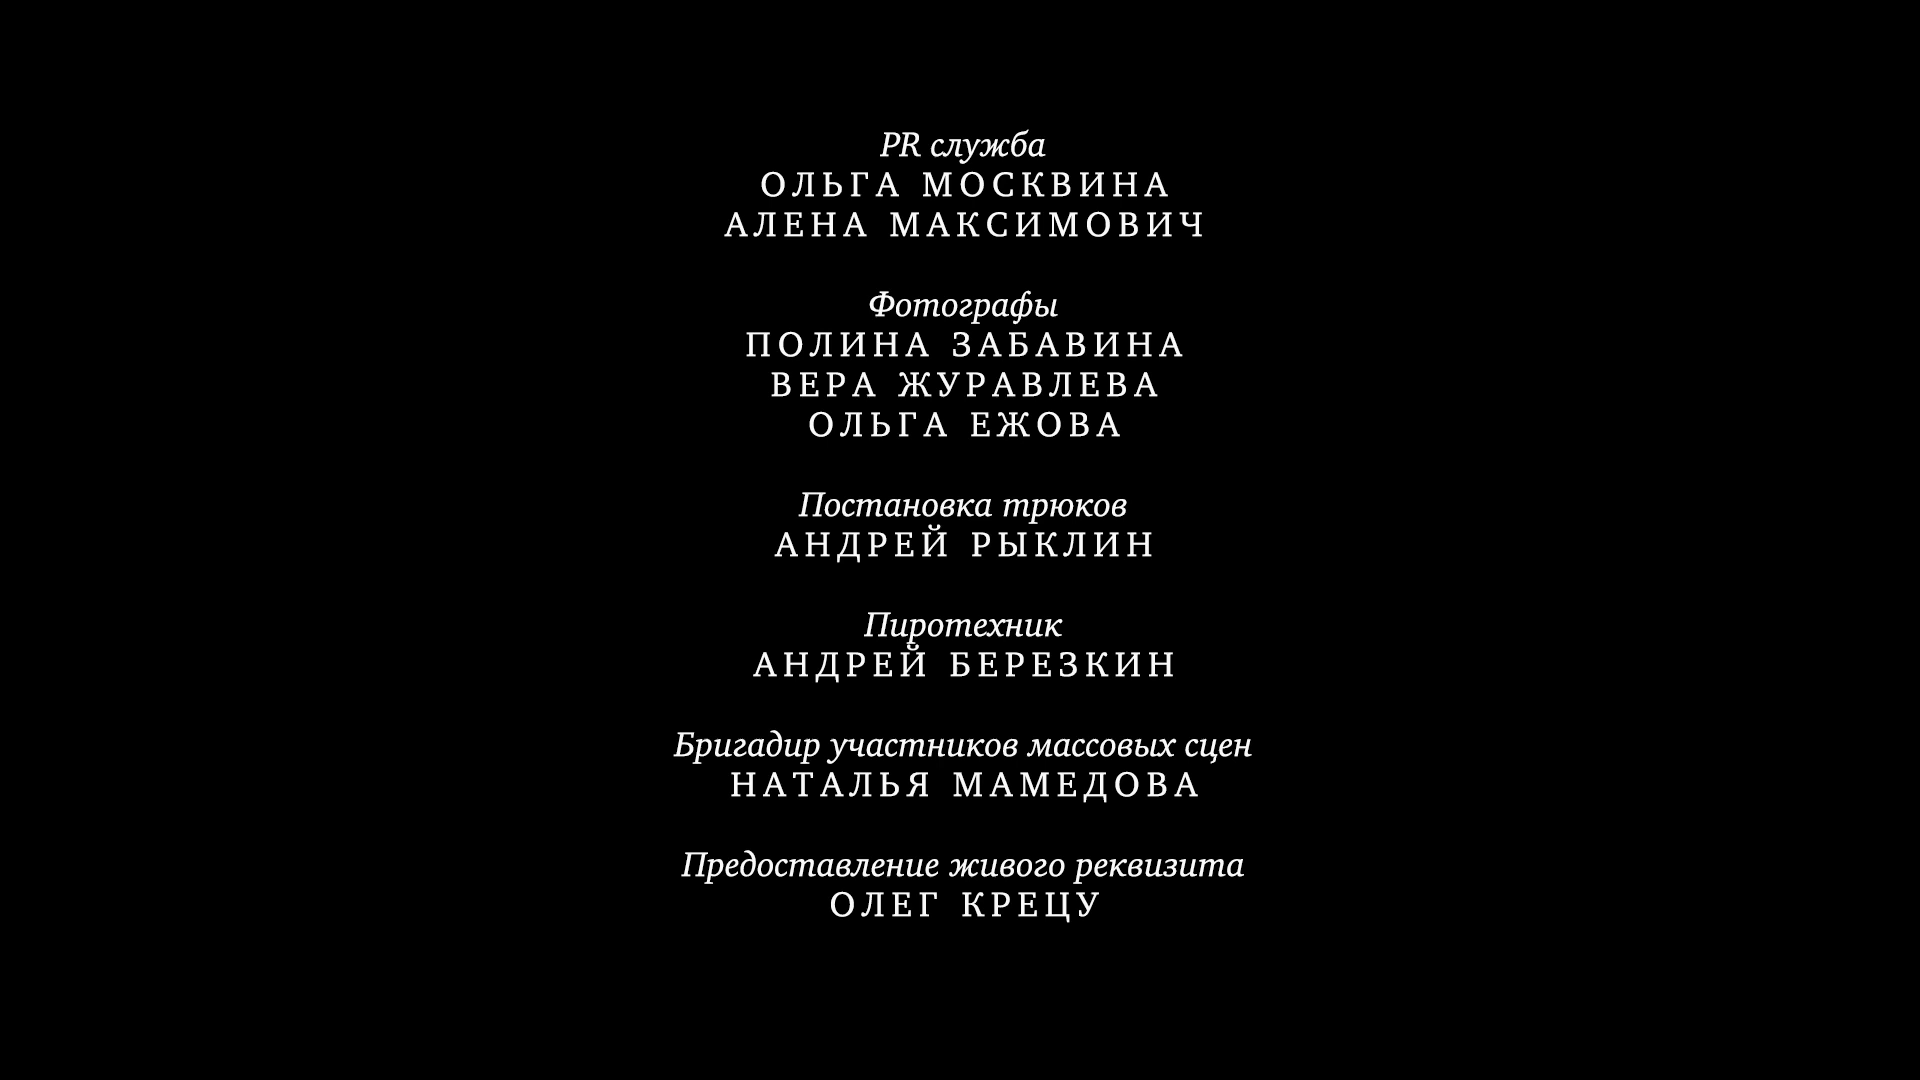 PR служба
ОЛЬГА МОСКВИНА
АЛЕНА МАКСИМОВИЧ
Фотографы
ПОЛИНА ЗАБАВИНА
ВЕРА ЖУРАВЛЕВА
ОЛЬГА ЕЖОВА
Постановка трюков
АНДРЕЙ РЫКЛИН
Пиротехник
АНДРЕЙ БЕРЕЗКИН
Бригадир участников массовых сцен
НАТАЛЬЯ МАМЕДОВА
Предоставление живого реквизита
ОЛЕГ КРЕЦУ